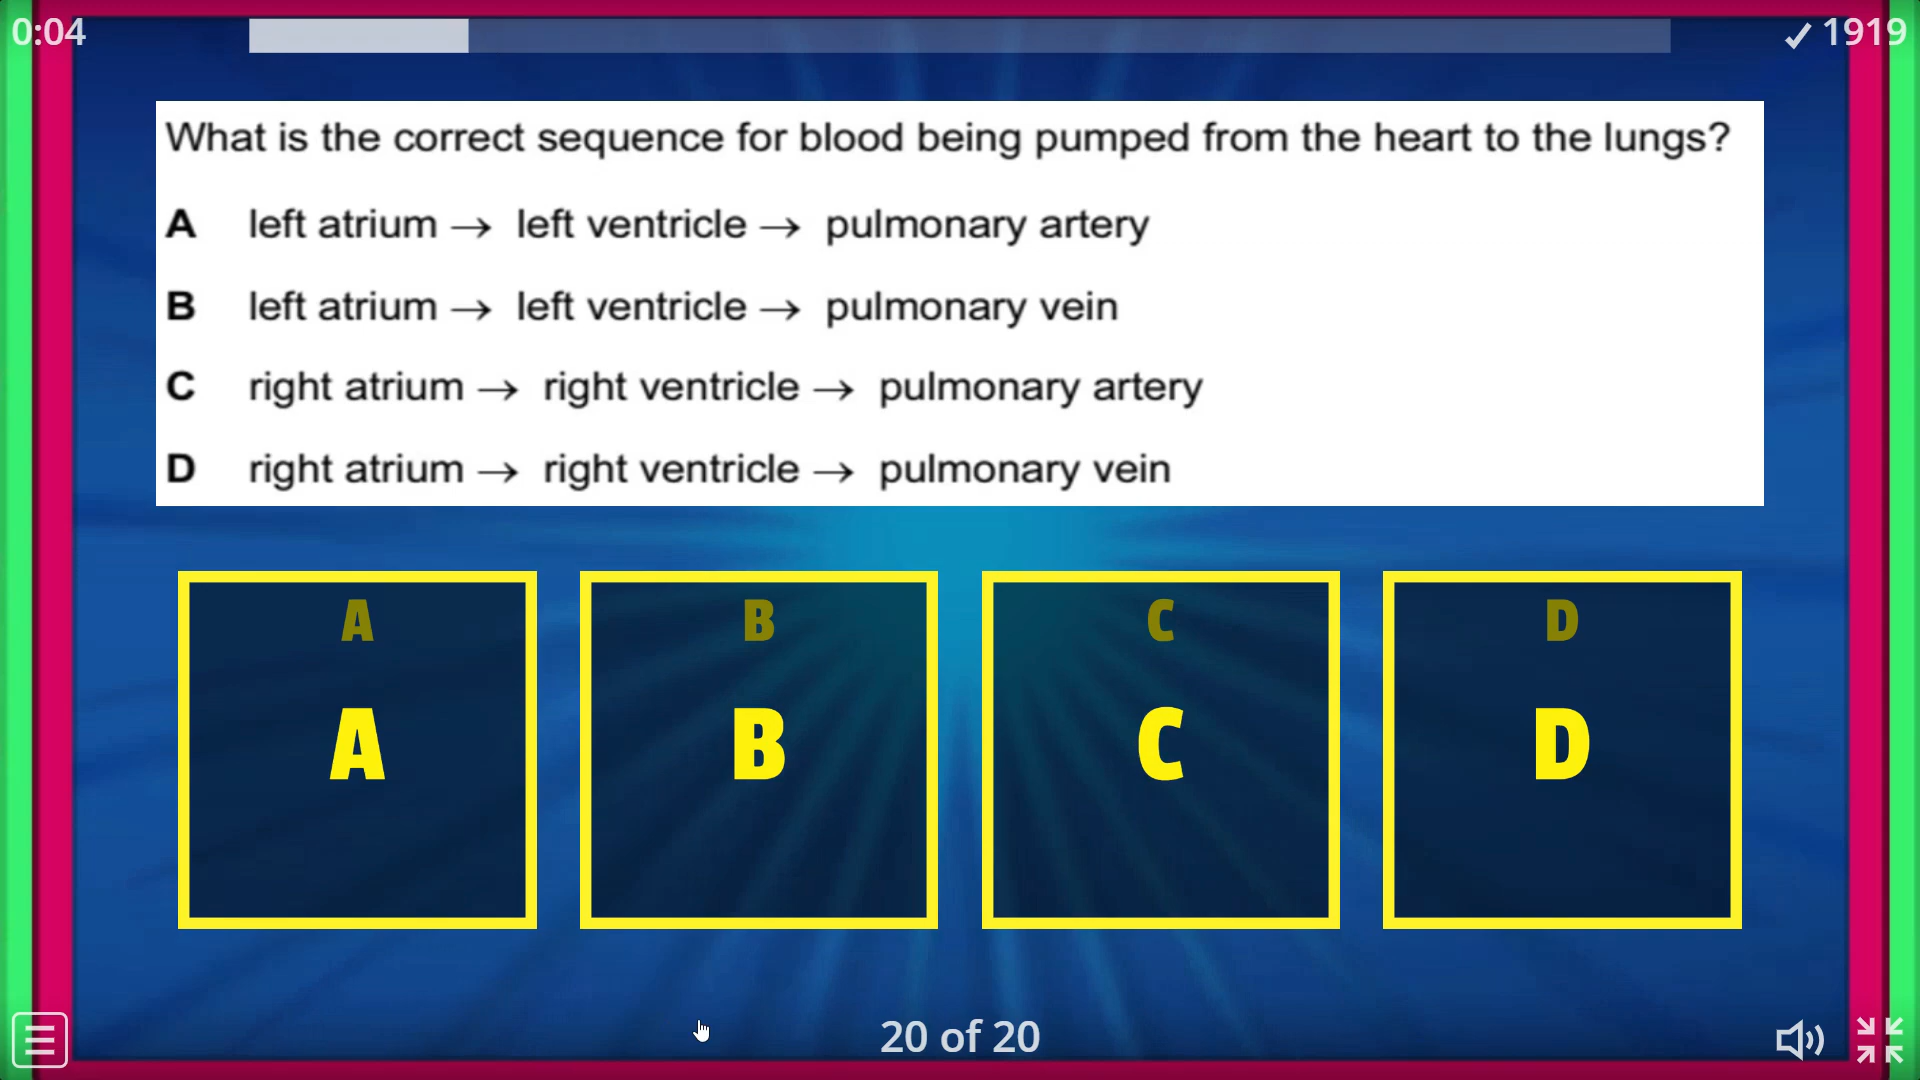 0:04
✓ 1919
What is the correct sequence for blood being pumped from the heart to the lungs?
A left atrium → left ventricle → pulmonary artery
B left atrium → left ventricle → pulmonary vein
C right atrium → right ventricle → pulmonary artery
D right atrium → right ventricle → pulmonary vein
A B C D
A B C D
20 of 20